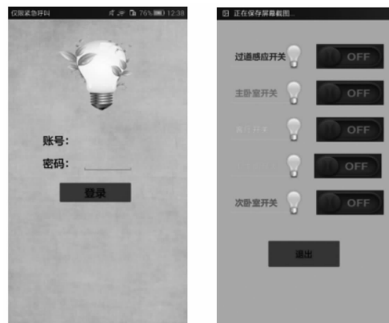 仅限紧急呼叫
76% 12:38
账号：
密码：
登录
正在保存屏幕截图...
过道感应开关
OFF
主卧室开关
OFF
OFF
OFF
次卧室开关
OFF
退出